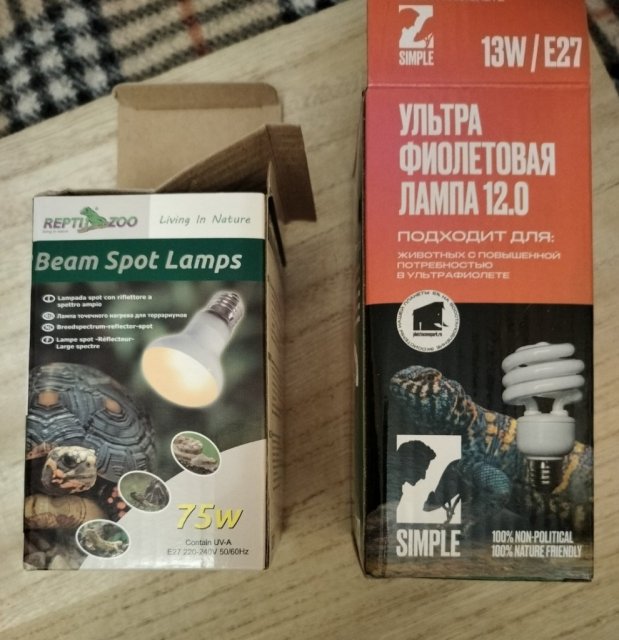 REPTI ZOO
Living In Nature
Beam Spot Lamps
Lampada spot con riflettore a
spettro ampio
Лампа точечного нагрева для террариумов
Breedspectrum-reflector-spot
Lampe spot -Réflecteur-
Large spectre
75w
Contain UV-A
E27 220-240V 50/60Hz
Z
SIMPLE
13W / E27
УЛЬТРА
ФИОЛЕТОВАЯ
ЛАМПА 12.0
ПОДХОДИТ ДЛЯ:
ЖИВОТНЫХ С ПОВЫШЕННОЙ
ПОТРЕБНОСТЬЮ
В УЛЬТРАФИОЛЕТЕ
Z
SIMPLE
100% NON-POLITICAL
100% NATURE FRIENDLY